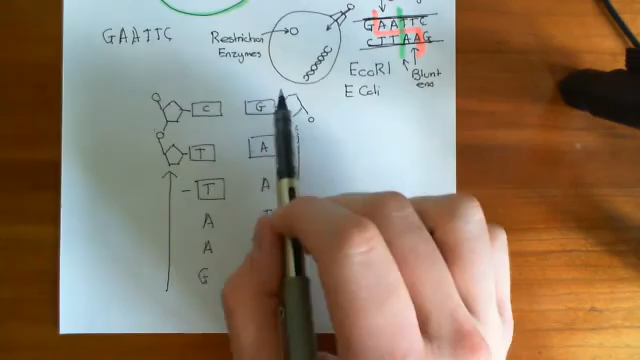 GAATTC
Restriction
Enzymes
GAATTC
CTTAAG
EcoRI
E Coli
Blunt
end
C G
T A
T A
A T
A
G